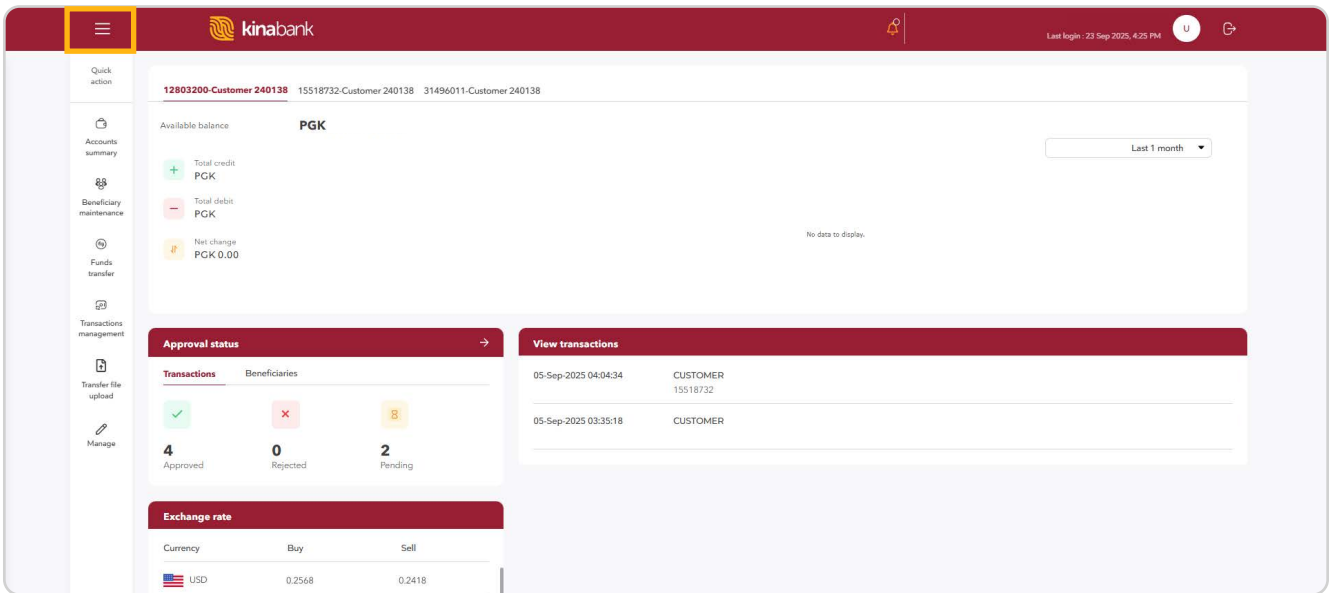 kinabank
Last login : 23 Sep 2025, 4:25 PM
U
Quick
action
Accounts
summary
Beneficiary
maintenance
Funds
transfer
Transactions
management
Transfer file
upload
Manage
12803200-Customer 240138 15518732-Customer 240138 31496011-Customer 240138
Available balance PGK
Last 1 month
Total credit
PGK
Total debit
PGK
Net change
PGK 0.00
No data to display.
Approval status
Transactions Beneficiaries
4 0 2
Approved Rejected Pending
View transactions
05-Sep-2025 04:04:34 CUSTOMER
15518732
05-Sep-2025 03:35:18 CUSTOMER
Exchange rate
Currency Buy Sell
USD 0.2568 0.2418